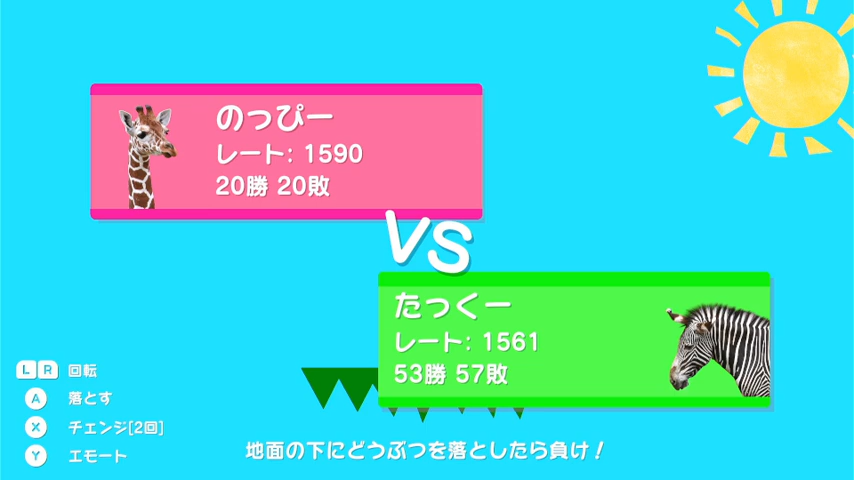 のっぴー
レート: 1590
20勝 20敗
VS
たっくー
レート: 1561
53勝 57敗
L R 回転
A 落とす
X チェンジ[2回]
Y エモート
地面の下にどうぶつを落としたら負け!